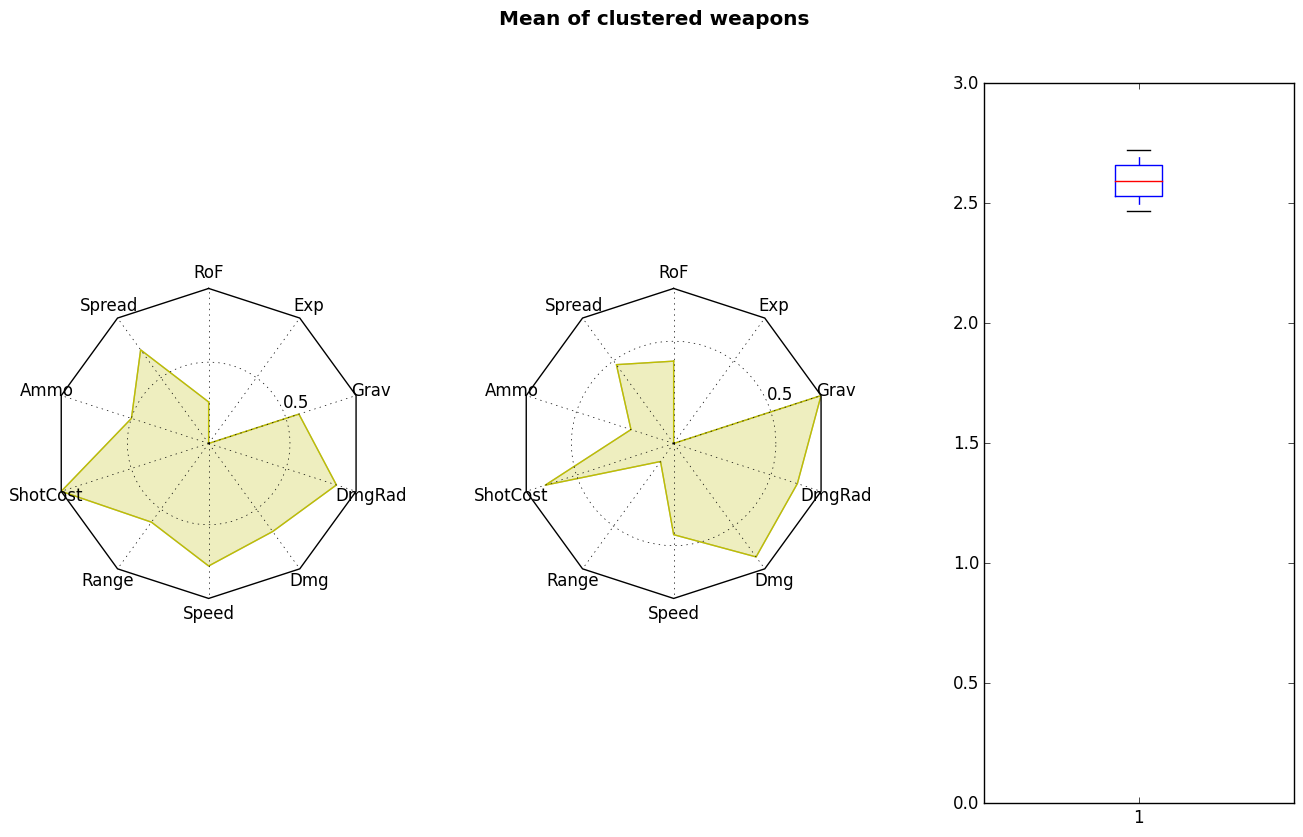 Mean of clustered weapons
RoF
Exp
Grav
DmgRad
Dmg
Speed
Range
ShotCost
Ammo
Spread
0.5
RoF
Exp
Grav
DmgRad
Dmg
Speed
Range
ShotCost
Ammo
Spread
0.5
3.0
2.5
2.0
1.5
1.0
0.5
0.0
1